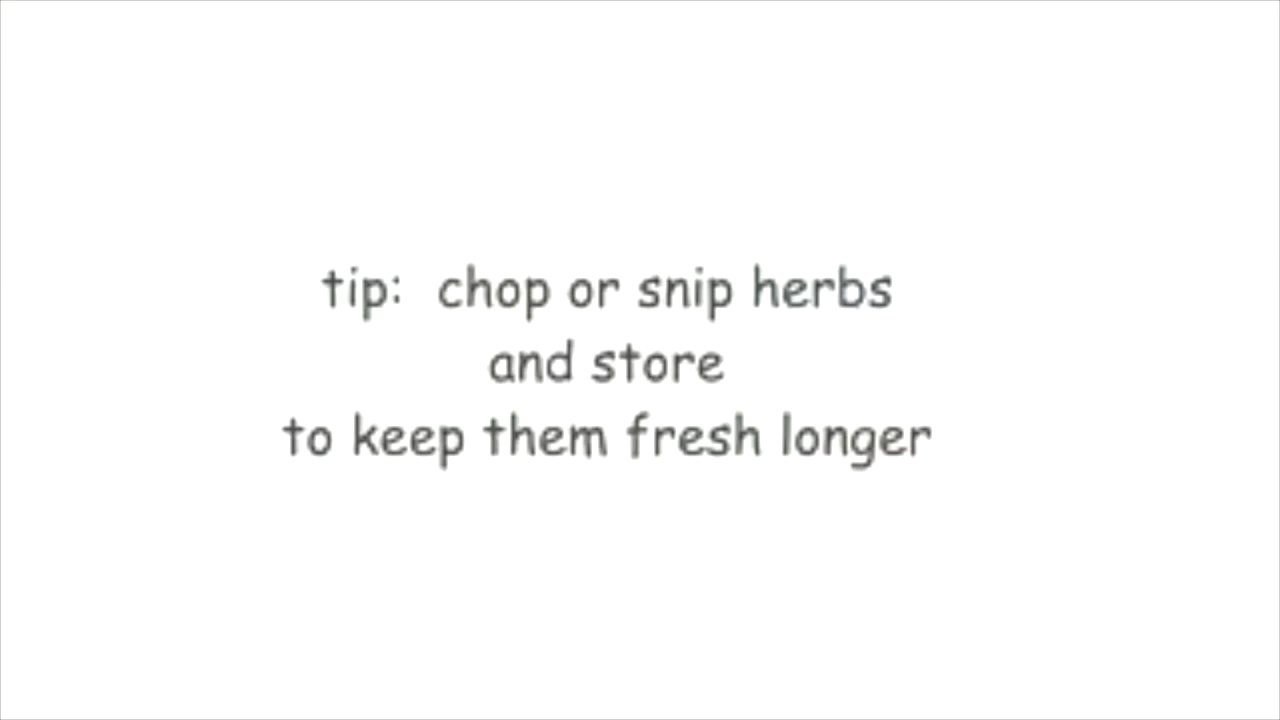 tip:  chop or snip herbs
and store
to keep them fresh longer